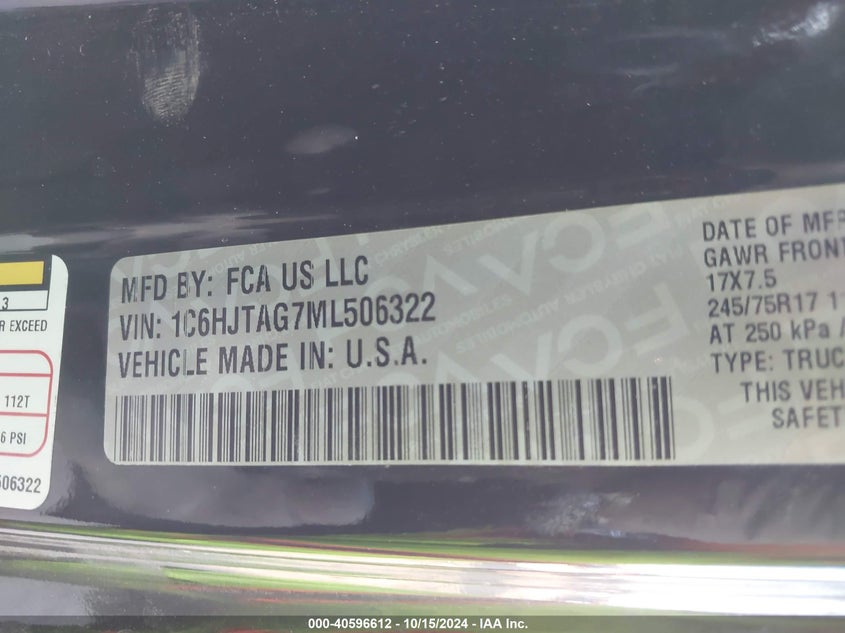 MFD BY: FCA US LLC
VIN: 1C6HJTAG7ML506322
VEHICLE MADE IN: U.S.A.
DATE OF MFR
GAWR FRON
17X7.5
245/75R17 1
AT 250 kPa /
TYPE: TRUC
THIS VEH
SAFET
3
R EXCEED
112T
6 PSI
506322
000-40596612 - 10/15/2024 - IAA Inc.